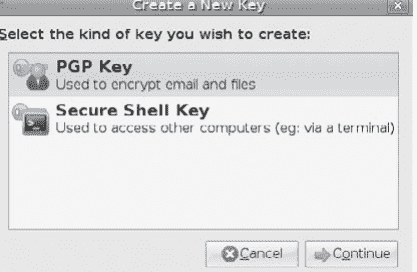 Create a New Key
Select the kind of key you wish to create:
PGP Key
Used to encrypt email and files
Secure Shell Key
Used to access other computers (eg: via a terminal)
Cancel
Continue